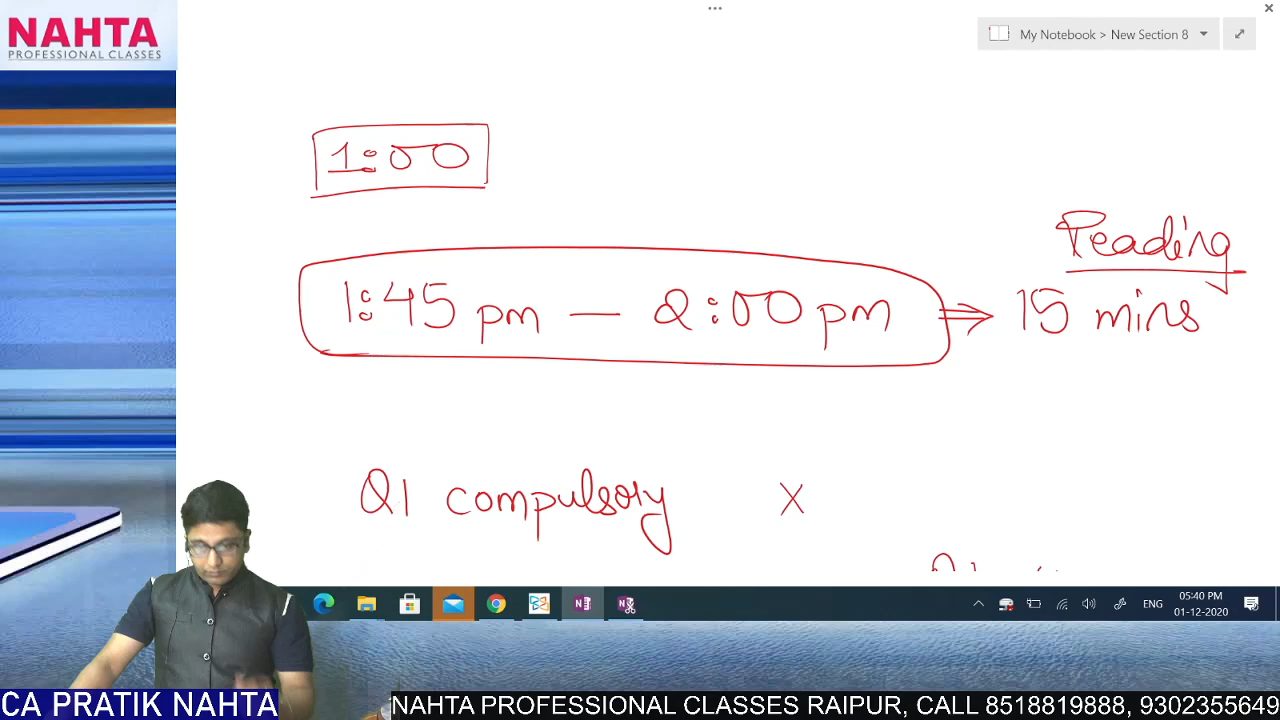 NAHTA
PROFESSIONAL CLASSES
My Notebook > New Section 8
1:00
Reading
1:45 pm — 2:00 pm ⇒ 15 mins
Q1 compulsory X
ENG
05:40 PM
01-12-2020
CA PRATIK NAHTA
NAHTA PROFESSIONAL CLASSES RAIPUR, CALL 8518819888, 9302355649